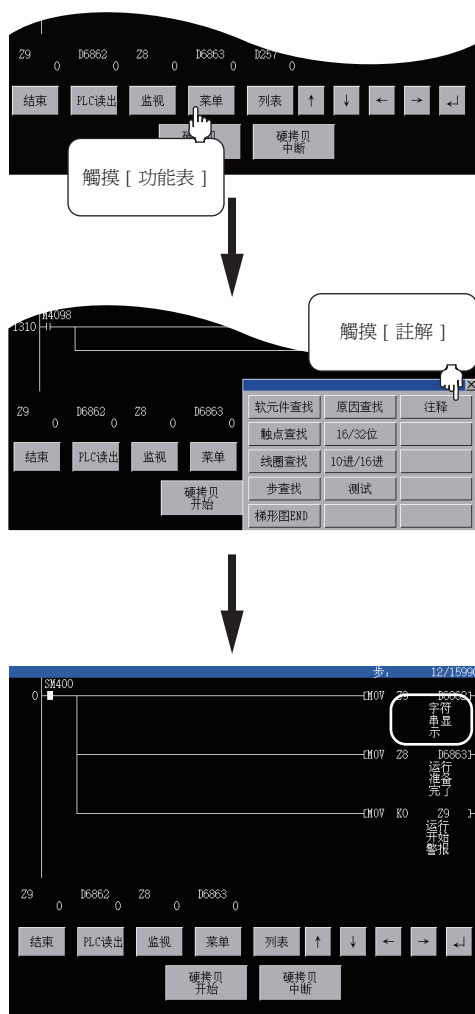 Z9 D6862 Z8 D6863 D257
0 0 0 0 0
结束 PLC读出 监视 菜单 列表 ↑ ↓ ← → ↵
硬拷贝
中断
觸摸 [ 功能表 ]
M4098
1310
觸摸 [ 註解 ]
Z9 D6862 Z8 D6863
0 0 0 0
结束 PLC读出 监视 菜单
硬拷贝
开始
软元件查找 原因查找 注释
触点查找 16/32位
线圈查找 10进/16进
步查找 测试
梯形图END
步: 12/15990
SM400
0 MOV Z9 D6862
字符
串显
示
MOV Z8 D6863
运行
准备
完了
MOV K0 Z9
运行
开始
警报
Z9 D6862 Z8 D6863
0 0 0 0
结束 PLC读出 监视 菜单 列表 ↑ ↓ ← → ↵
硬拷贝 硬拷贝
开始 中断